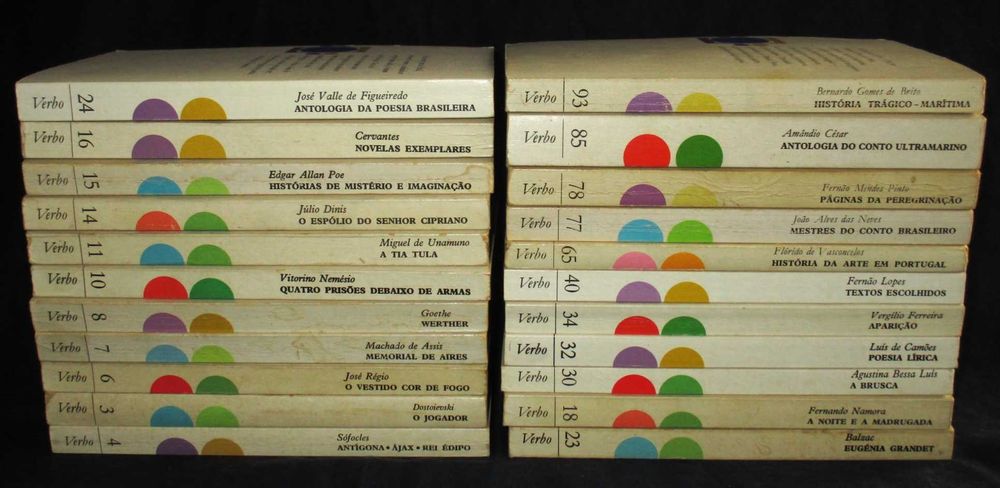 Verbo 24 José Valle de Figueiredo
ANTOLOGIA DA POESIA BRASILEIRA
Verbo 16 Cervantes
NOVELAS EXEMPLARES
Verbo 15 Edgar Allan Poe
HISTÓRIAS DE MISTÉRIO E IMAGINAÇÃO
Verbo 14 Júlio Dinis
O ESPÓLIO DO SENHOR CIPRIANO
Verbo 11 Miguel de Unamuno
A TIA TULA
Verbo 10 Vitorino Nemésio
QUATRO PRISÕES DEBAIXO DE ARMAS
Verbo 8 Goethe
WERTHER
Verbo 7 Machado de Assis
MEMORIAL DE AIRES
Verbo 6 José Régio
O VESTIDO COR DE FOGO
Verbo 3 Dostoievski
O JOGADOR
Verbo 4 Sófocles
ANTÍGONA • ÁJAX • REI ÉDIPO
Verbo 93 Bernardo Gomes de Brito
HISTÓRIA TRÁGICO-MARÍTIMA
Verbo 85 Amândio César
ANTOLOGIA DO CONTO ULTRAMARINO
Verbo 78 Fernão Mendes Pinto
PÁGINAS DA PEREGRINAÇÃO
Verbo 77 João Alves das Neves
MESTRES DO CONTO BRASILEIRO
Verbo 65 Flórido de Vasconcelos
HISTÓRIA DA ARTE EM PORTUGAL
Verbo 40 Fernão Lopes
TEXTOS ESCOLHIDOS
Verbo 34 Vergílio Ferreira
APARIÇÃO
Verbo 32 Luís de Camões
POESIA LÍRICA
Verbo 30 Agustina Bessa Luís
A BRUSCA
Verbo 18 Fernando Namora
A NOITE E A MADRUGADA
Verbo 23 Balzac
EUGÉNIA GRANDET